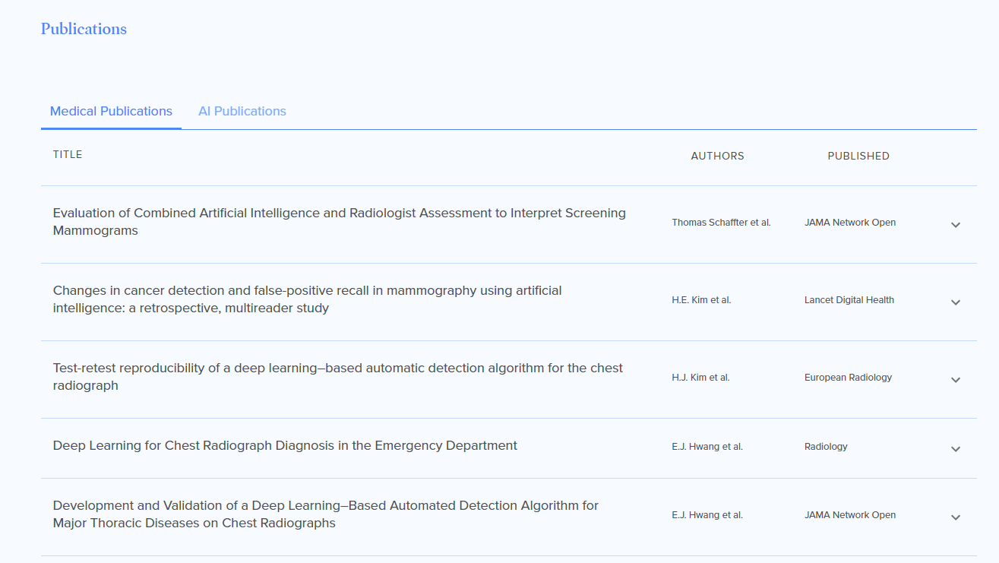 Publications
Medical Publications
AI Publications
TITLE
AUTHORS
PUBLISHED
Evaluation of Combined Artificial Intelligence and Radiologist Assessment to Interpret Screening
Mammograms
Thomas Schaffter et al.
JAMA Network Open
Changes in cancer detection and false-positive recall in mammography using artificial
intelligence: a retrospective, multireader study
H.E. Kim et al.
Lancet Digital Health
Test-retest reproducibility of a deep learning–based automatic detection algorithm for the chest
radiograph
H.J. Kim et al.
European Radiology
Deep Learning for Chest Radiograph Diagnosis in the Emergency Department
E.J. Hwang et al.
Radiology
Development and Validation of a Deep Learning–Based Automated Detection Algorithm for
Major Thoracic Diseases on Chest Radiographs
E.J. Hwang et al.
JAMA Network Open